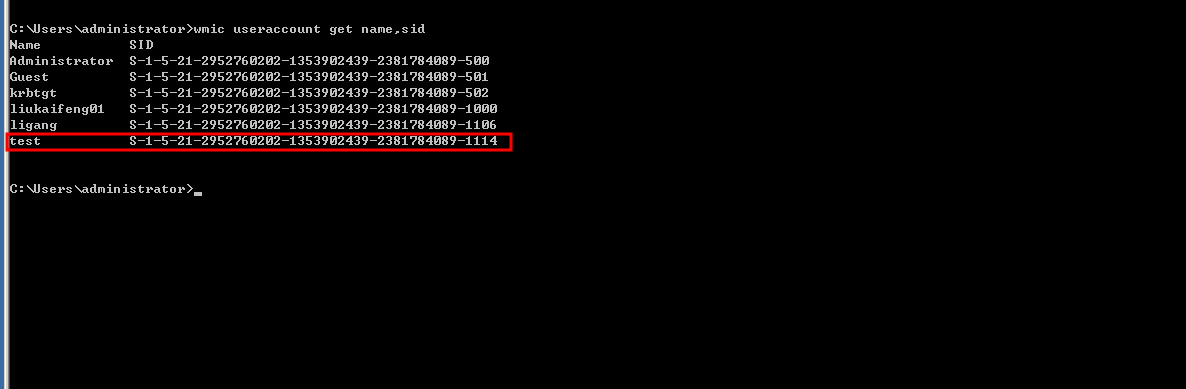 C:\Users\administrator>wmic useraccount get name,sid
Name SID
Administrator S-1-5-21-2952760202-1353902439-2381784089-500
Guest S-1-5-21-2952760202-1353902439-2381784089-501
krbtgt S-1-5-21-2952760202-1353902439-2381784089-502
liukaifeng01 S-1-5-21-2952760202-1353902439-2381784089-1000
ligang S-1-5-21-2952760202-1353902439-2381784089-1106
test S-1-5-21-2952760202-1353902439-2381784089-1114
C:\Users\administrator>